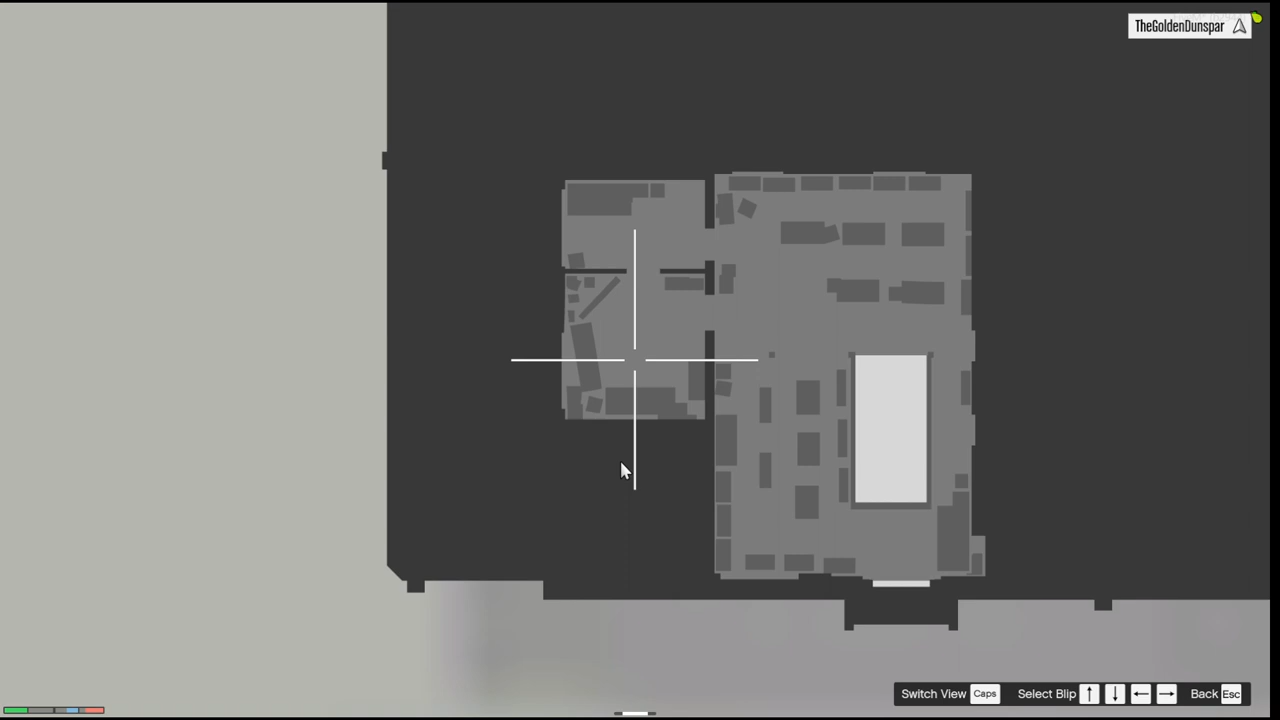 TheGoldenDunspar
Switch View Caps Select Blip ↑ ↓ ← → Back Esc